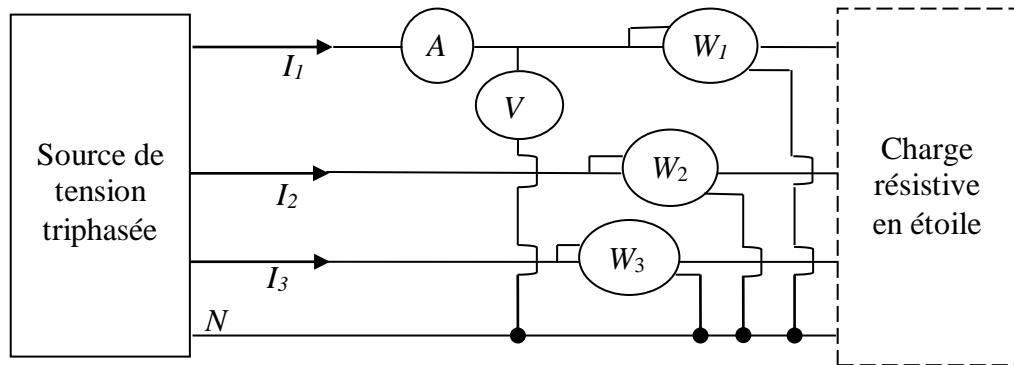 I1
A
W1
V
Source de
tension
triphasée
I2
W2
Charge
résistive
en étoile
I3
W3
N